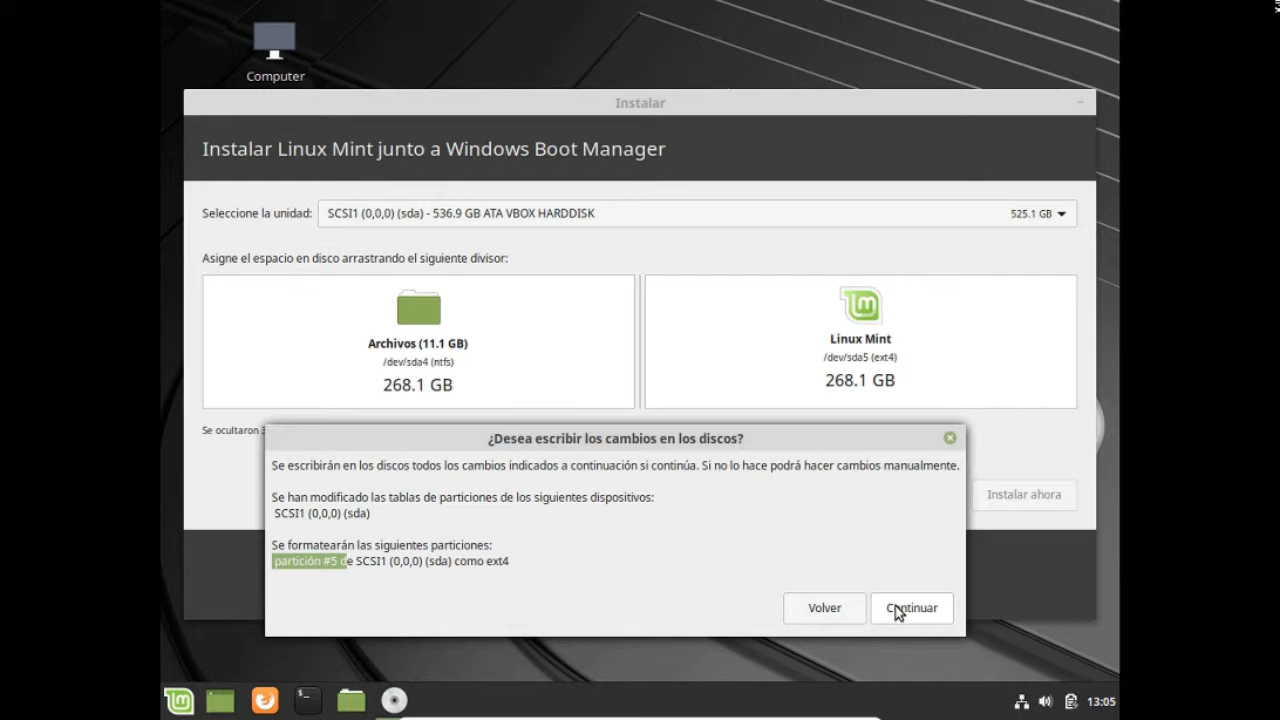 Computer
Instalar
Instalar Linux Mint junto a Windows Boot Manager
Seleccione la unidad: SCSI1 (0,0,0) (sda) - 536.9 GB ATA VBOX HARDDISK 525.1 GB
Asigne el espacio en disco arrastrando el siguiente divisor:
Archivos (11.1 GB)
/dev/sda4 (ntfs)
268.1 GB
Linux Mint
/dev/sda5 (ext4)
268.1 GB
Se ocultaron
¿Desea escribir los cambios en los discos?
Se escribirán en los discos todos los cambios indicados a continuación si continúa. Si no lo hace podrá hacer cambios manualmente.
Se han modificado las tablas de particiones de los siguientes dispositivos:
SCSI1 (0,0,0) (sda)
Se formatearán las siguientes particiones:
partición #5 de SCSI1 (0,0,0) (sda) como ext4
Instalar ahora
Volver
Continuar
13:05